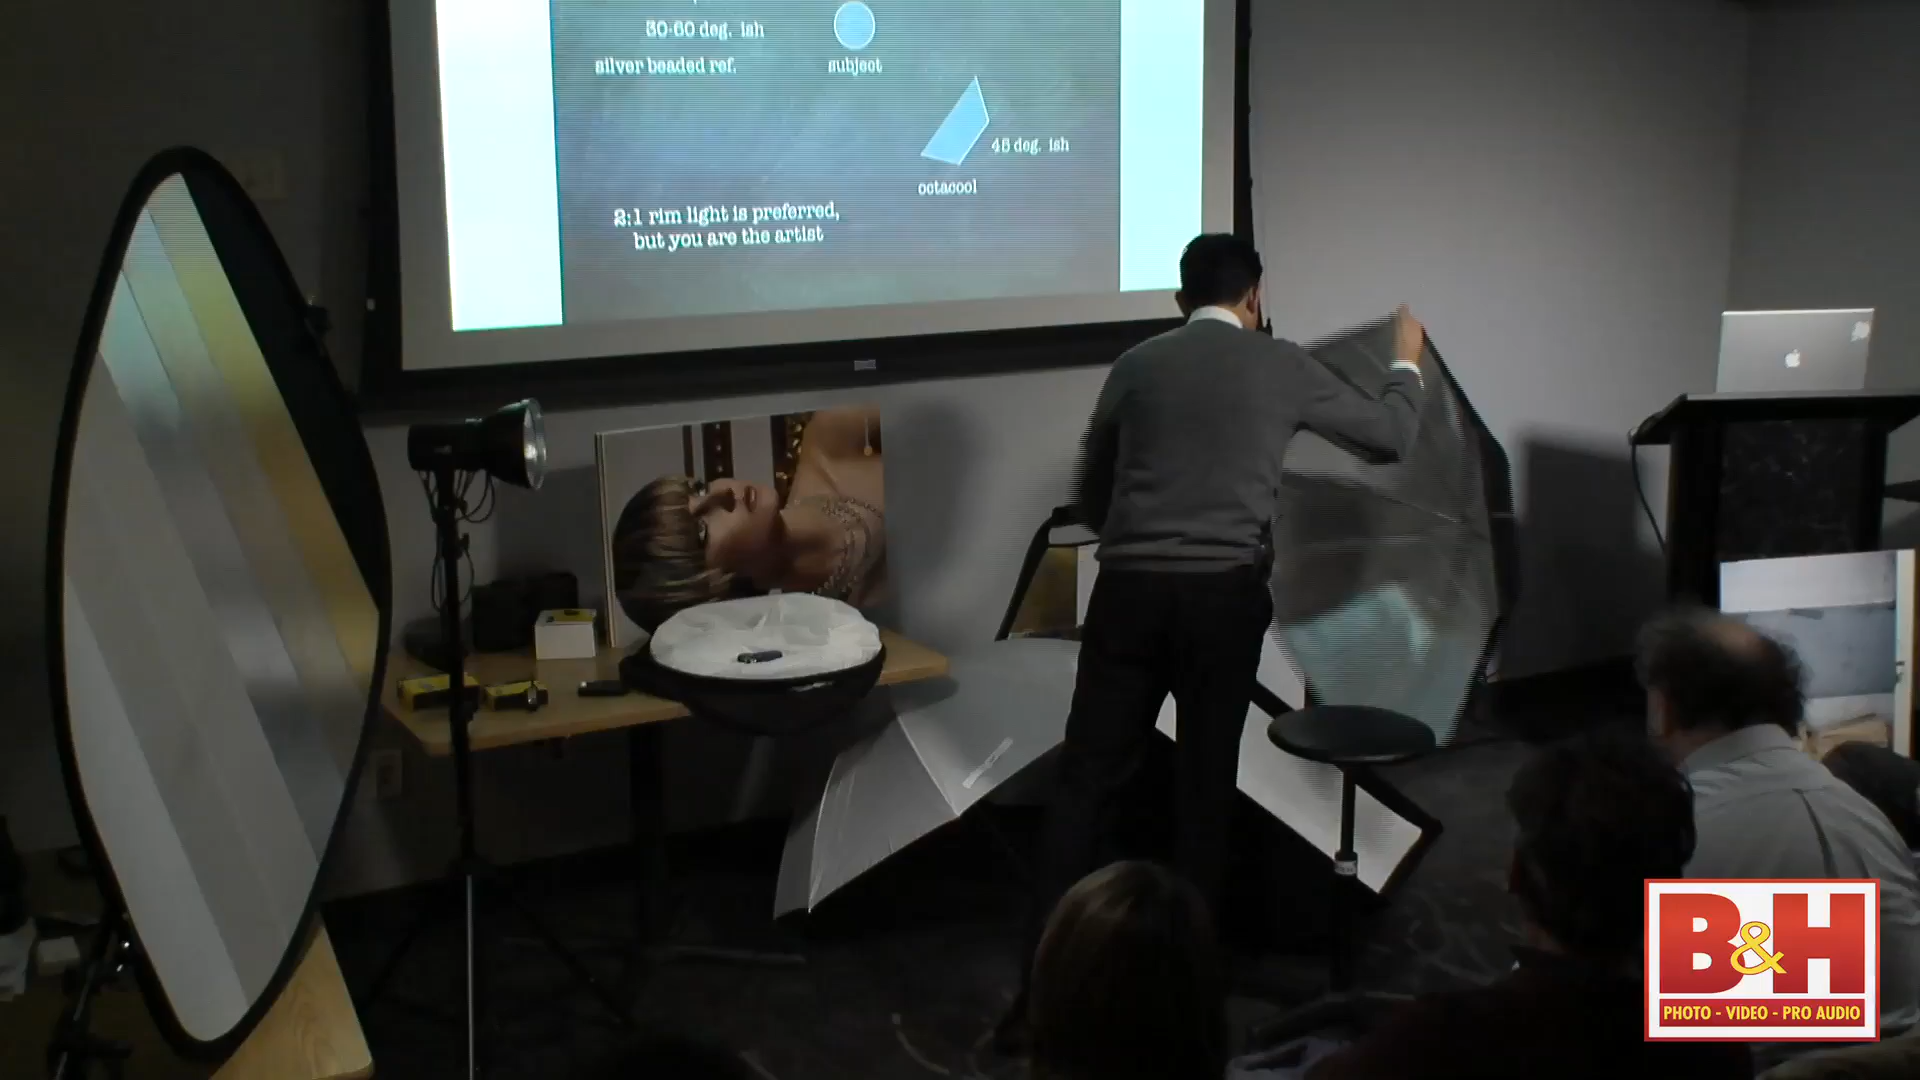 30-60 deg. ish
silver beaded ref.
subject
45 deg. ish
octacool
2:1 rim light is preferred,
but you are the artist
B&H
PHOTO - VIDEO - PRO AUDIO